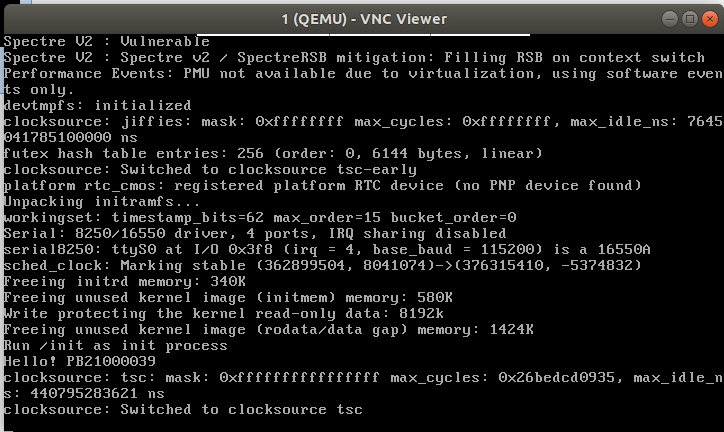 1 (QEMU) - VNC Viewer
Spectre V2 : Vulnerable
Spectre V2 : Spectre v2 / SpectreRSB mitigation: Filling RSB on context switch
Performance Events: PMU not available due to virtualization, using software even
ts only.
devtmpfs: initialized
clocksource: jiffies: mask: 0xffffffff max_cycles: 0xffffffff, max_idle_ns: 7645
041785100000 ns
futex hash table entries: 256 (order: 0, 6144 bytes, linear)
clocksource: Switched to clocksource tsc-early
platform rtc_cmos: registered platform RTC device (no PNP device found)
Unpacking initramfs...
workingset: timestamp_bits=62 max_order=15 bucket_order=0
Serial: 8250/16550 driver, 4 ports, IRQ sharing disabled
serial8250: ttyS0 at I/O 0x3f8 (irq = 4, base_baud = 115200) is a 16550A
sched_clock: Marking stable (362899504, 8041074)->(376315410, -5374832)
Freeing initrd memory: 340K
Freeing unused kernel image (initmem) memory: 580K
Write protecting the kernel read-only data: 8192k
Freeing unused kernel image (rodata/data gap) memory: 1424K
Run /init as init process
Hello! PB21000039
clocksource: tsc: mask: 0xffffffffffffffff max_cycles: 0x26bedcd0935, max_idle_n
s: 440795283621 ns
clocksource: Switched to clocksource tsc